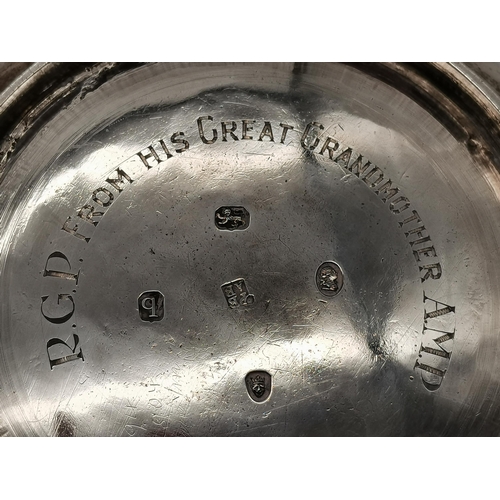 R.G.P. FROM HIS GREAT GRANDMOTHER A.M.P.
b